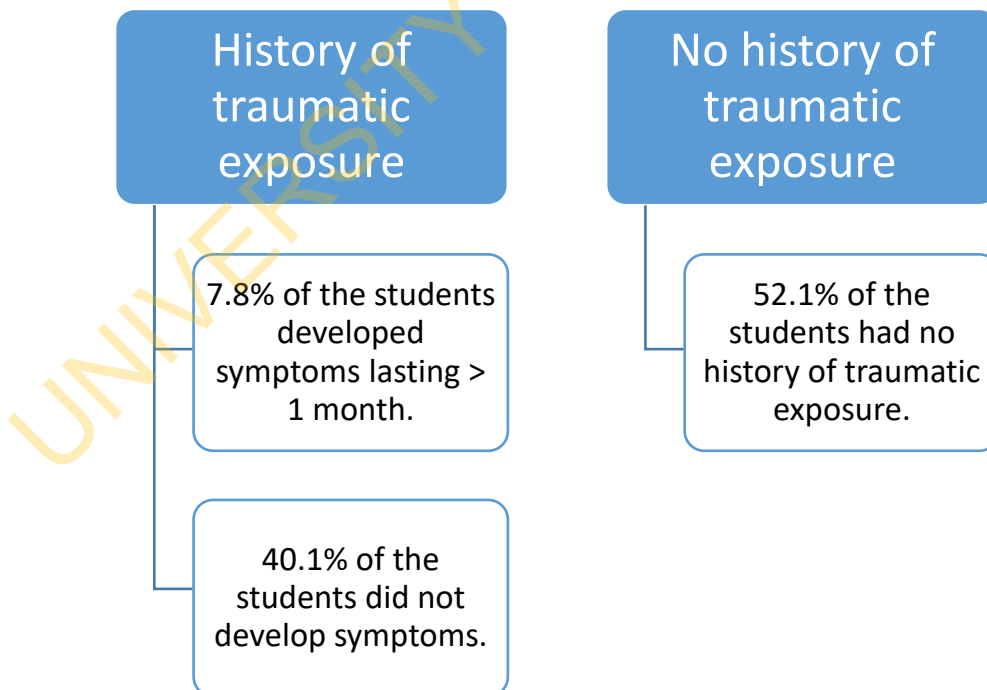 History of
traumatic
exposure
7.8% of the students
developed
symptoms lasting >
1 month.
40.1% of the
students did not
develop symptoms.
No history of
traumatic
exposure
52.1% of the
students had no
history of traumatic
exposure.
UNIVERSITY